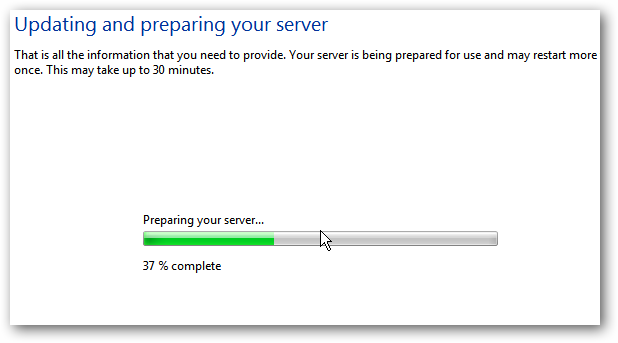 Updating and preparing your server
That is all the information that you need to provide. Your server is being prepared for use and may restart more
once. This may take up to 30 minutes.
Preparing your server...
37 % complete